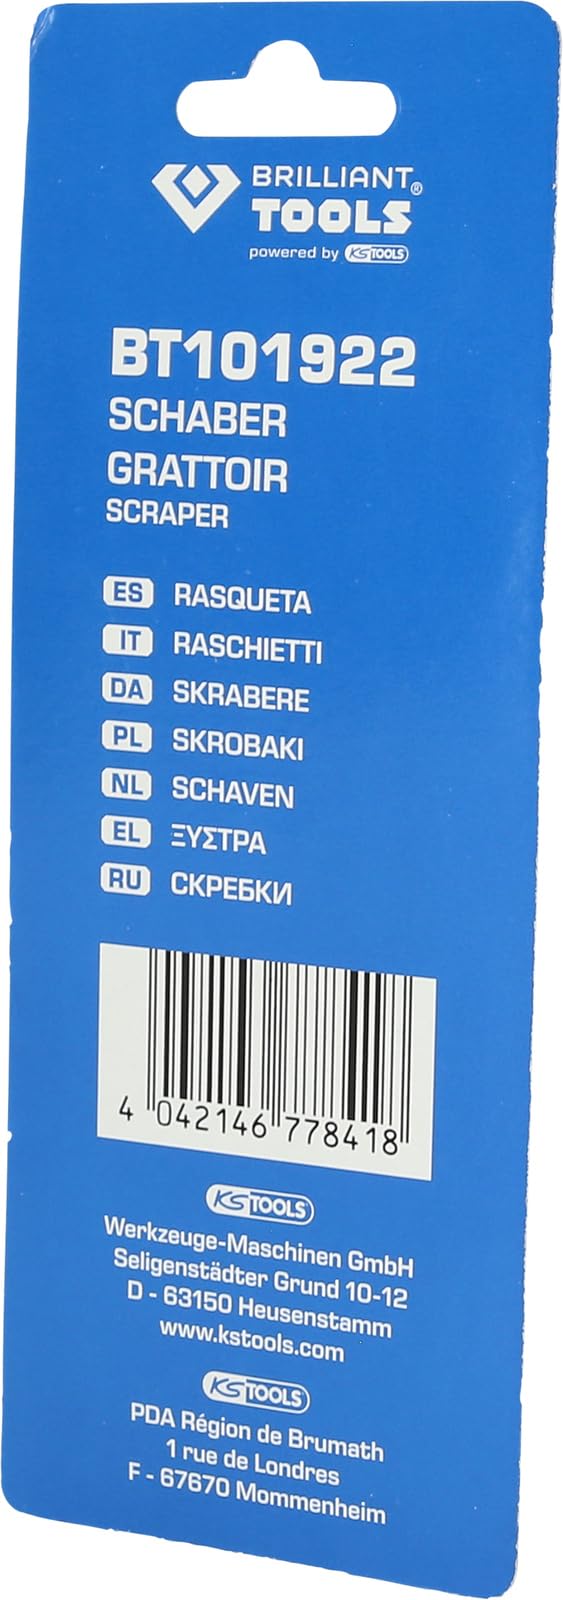 BRILLIANT®
TOOLS
powered by KS TOOLS
BT101922
SCHABER
GRATTOIR
SCRAPER
ES RASQUETA
IT RASCHIETTI
DA SKRABERE
PL SKROBAKI
NL SCHAVEN
EL ΞΥΣΤΡΑ
RU СКРЕБКИ
4 042146 778418
KS TOOLS
Werkzeuge-Maschinen GmbH
Seligenstädter Grund 10-12
D - 63150 Heusenstamm
www.kstools.com
KS TOOLS
PDA Région de Brumath
1 rue de Londres
F - 67670 Mommenheim